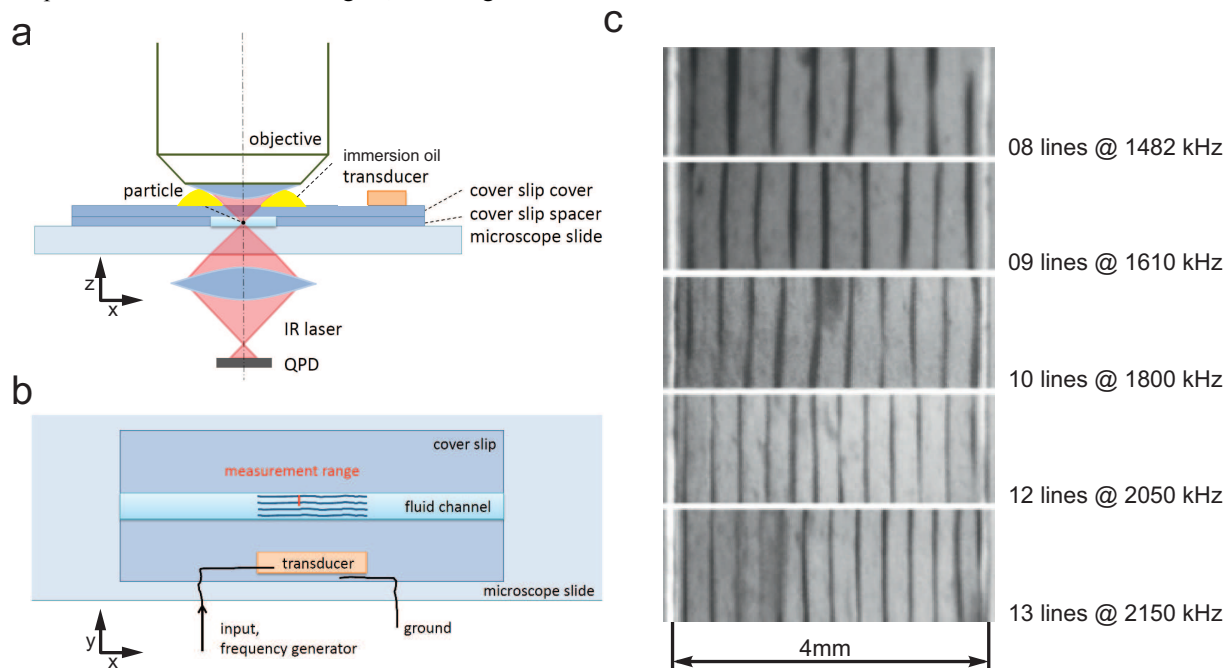 a
objective
immersion oil
transducer
particle
cover slip cover
cover slip spacer
microscope slide
z
x
IR laser
QPD
b
cover slip
measurement range
fluid channel
transducer
microscope slide
y
x
input,
frequency generator
ground
c
08 lines @ 1482 kHz
09 lines @ 1610 kHz
10 lines @ 1800 kHz
12 lines @ 2050 kHz
13 lines @ 2150 kHz
4mm